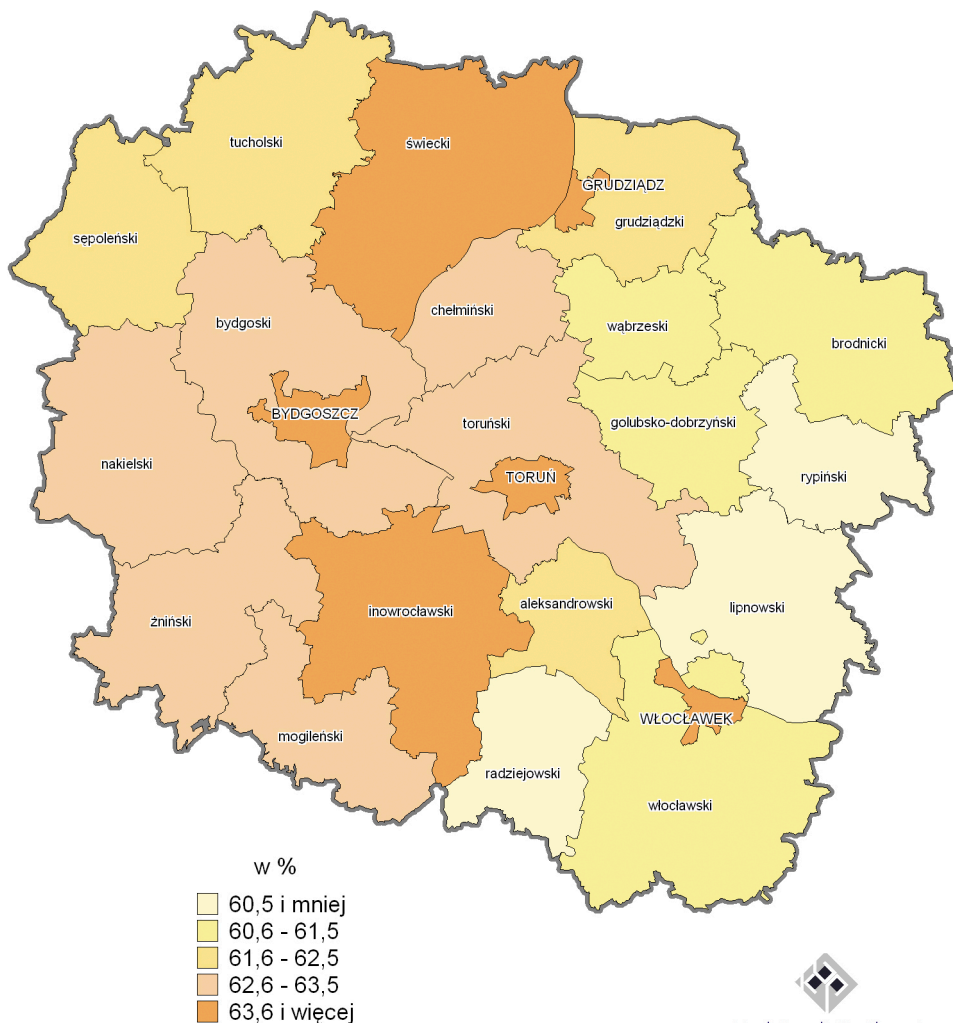 tucholski
świecki
GRUDZIĄDZ
grudziądzki
sępoleński
chełmiński
bydgoski
wąbrzeski
brodnicki
BYDGOSZCZ
toruński
golubsko-dobrzyński
nakielski
TORUŃ
rypiński
aleksandrowski
lipnowski
inowrocławski
żniński
WŁOCŁAWEK
mogileński
radziejowski
włocławski
w %
60,5 i mniej
60,6 - 61,5
61,6 - 62,5
62,6 - 63,5
63,6 i więcej